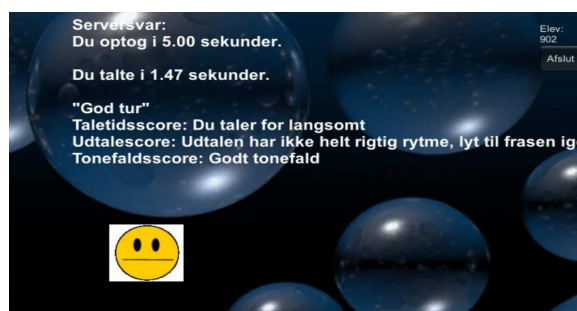 Serversvar:
Du optog i 5.00 sekunder.
Du talte i 1.47 sekunder.
"God tur"
Taletidsscore: Du taler for langsomt
Udtalescore: Udtalen har ikke helt rigtig rytme, lyt til frasen ig
Tonefaldsscore: Godt tonefald
Elev:
902
Afslut